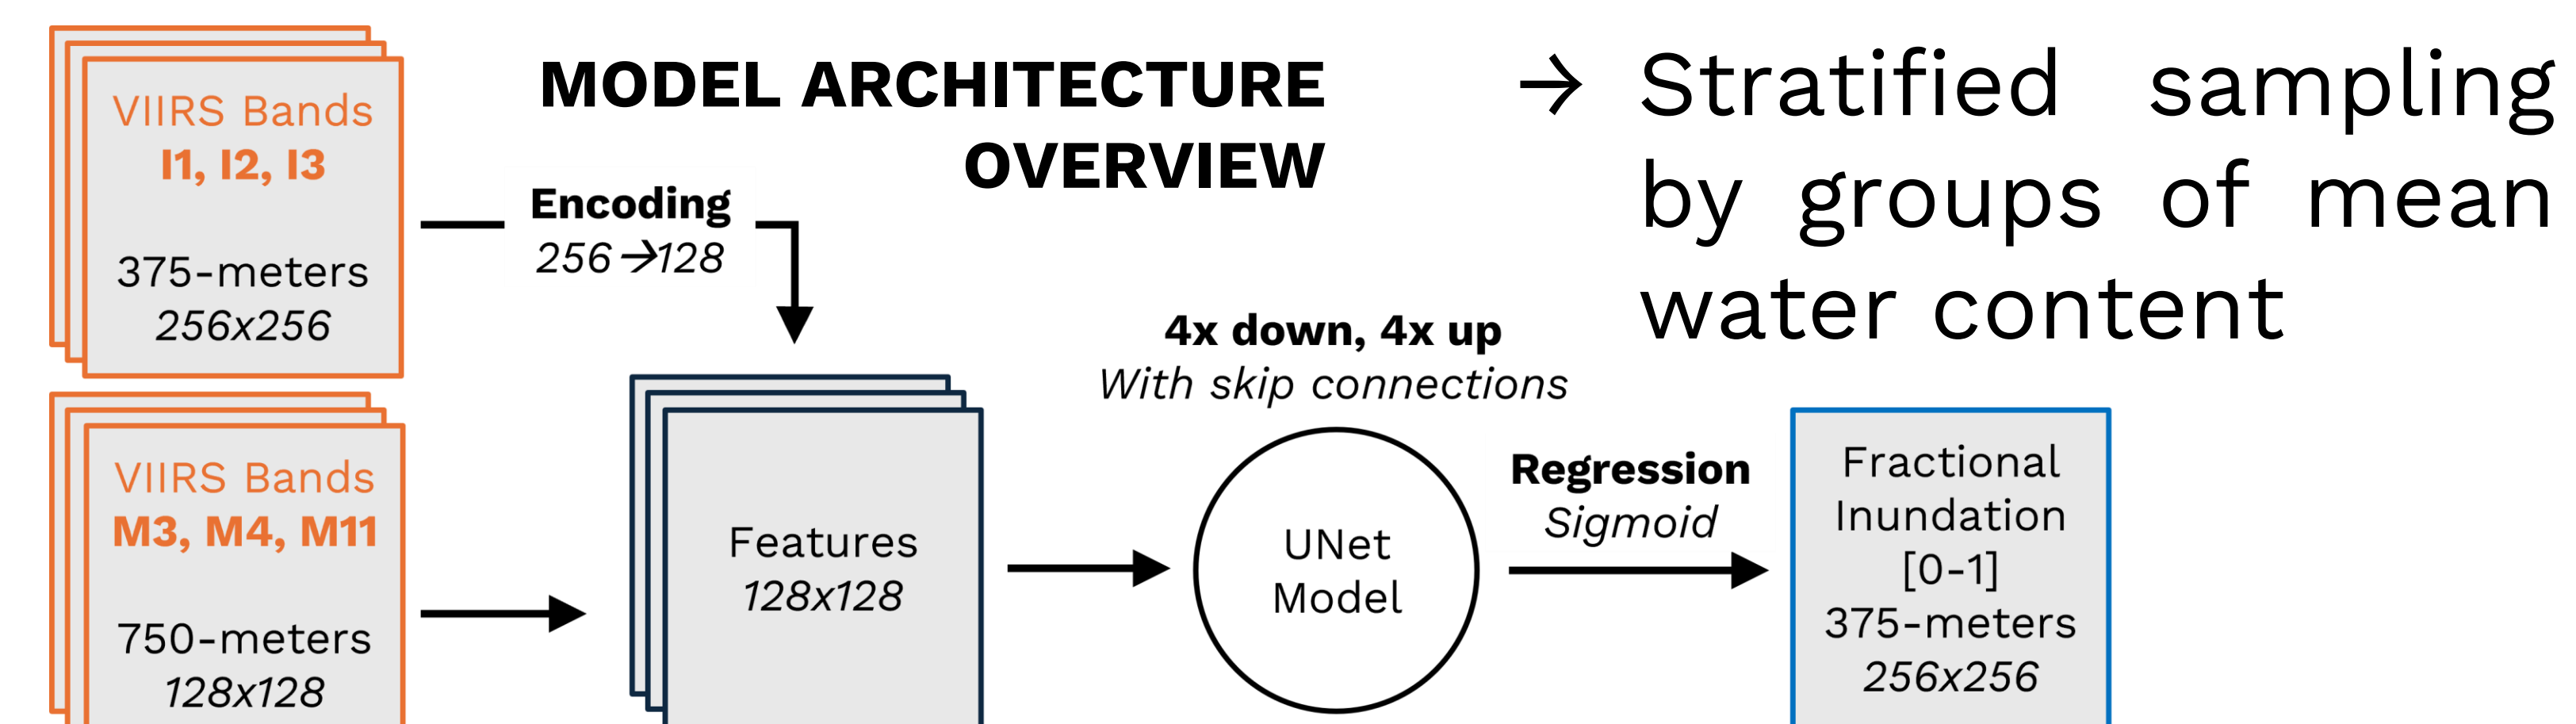 MODEL ARCHITECTURE
OVERVIEW
VIIRS Bands
I1, I2, I3
375-meters
256x256
Encoding
256→128
VIIRS Bands
M3, M4, M11
750-meters
128x128
Features
128x128
4x down, 4x up
With skip connections
UNet
Model
Regression
Sigmoid
Fractional
Inundation
[0-1]
375-meters
256x256
→ Stratified sampling
by groups of mean
water content